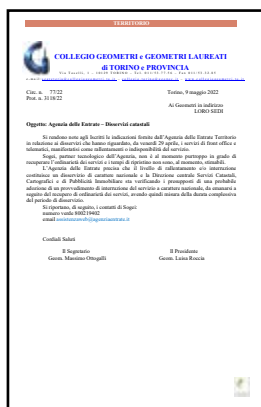 TERRITORIO
COLLEGIO GEOMETRI e GEOMETRI LAUREATI
di TORINO e PROVINCIA
Circ. n. 77/22
Torino, 9 maggio 2022
Prot. n. 3118/22
Ai Geometri in indirizzo
LORO SEDI
Oggetto: Agenzia delle Entrate – Disservizi catastali
Si rendono note agli Iscritti le indicazioni fornite dall'Agenzia delle Entrate Territorio
in relazione ai disservizi che hanno riguardato, da venerdì 29 aprile, i servizi di front office e
telematici, manifestatisi come rallentamenti o indisponibilità del servizio.
Sogei, partner tecnologico dell'Agenzia, non è al momento purtroppo in grado di
recuperare l'ordinarietà dei servizi e i tempi di ripristino non sono, al momento, stimabili.
L'Agenzia delle Entrate precisa che il livello di rallentamento e/o interruzione
costituisce un disservizio di carattere nazionale e la Direzione centrale Servizi Catastali,
Cartografici e di Pubblicità Immobiliare sta verificando i presupposti di una probabile
adozione di un provvedimento di interruzione del servizio a carattere nazionale, da emanarsi a
seguito del recupero di ordinarietà dei servizi, avendo quindi misura della durata complessiva
del periodo di disservizio.
Si riportano, di seguito, i contatti di Sogei:
numero verde 800219402
email
Cordiali Saluti
Il Segretario
Il Presidente
Geom. Massimo Ottogalli
Geom. Luisa Roccia